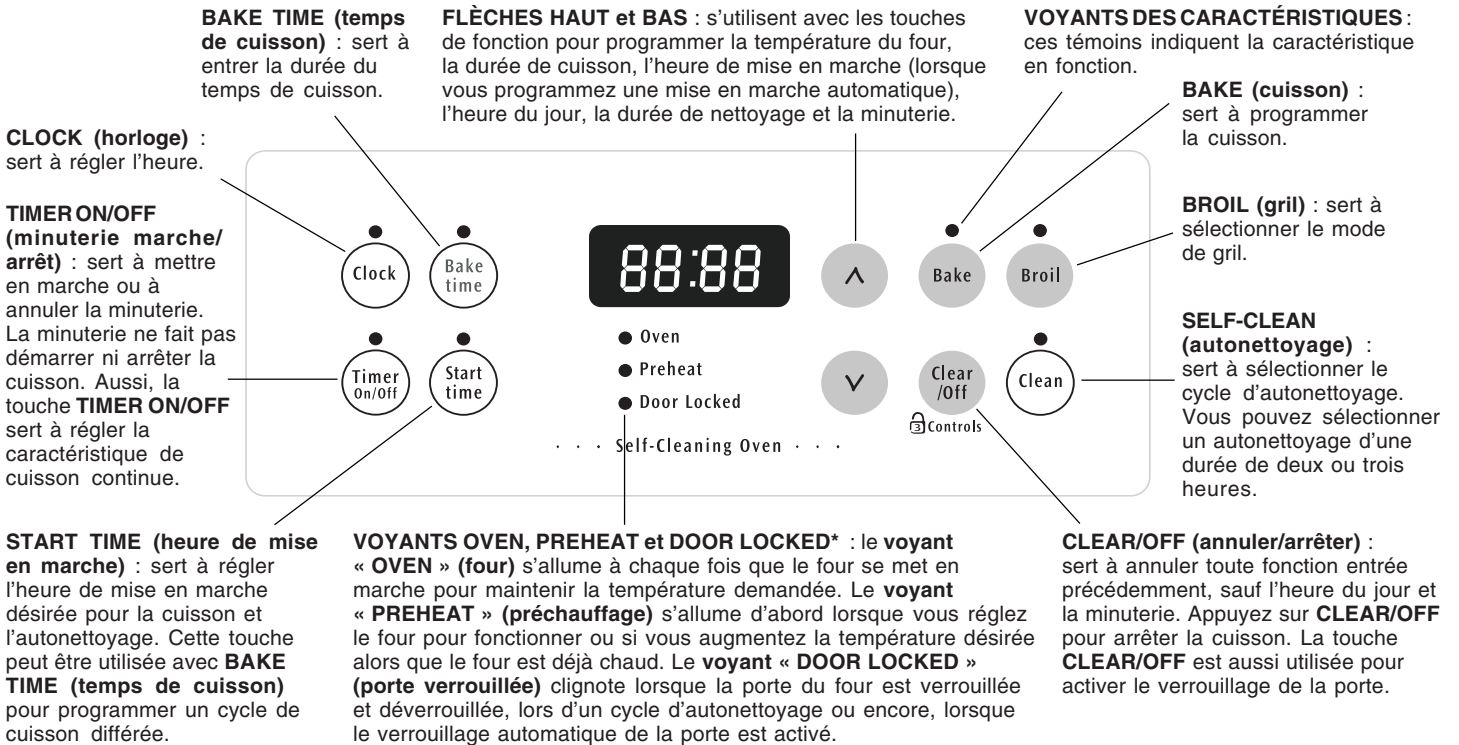 BAKE TIME (temps
de cuisson) : sert à
entrer la durée du
temps de cuisson.
FLÈCHES HAUT et BAS : s’utilisent avec les touches
de fonction pour programmer la température du four,
la durée de cuisson, l’heure de mise en marche (lorsque
vous programmez une mise en marche automatique),
l’heure du jour, la durée de nettoyage et la minuterie.
VOYANTS DES CARACTÉRISTIQUES :
ces témoins indiquent la caractéristique
en fonction.
BAKE (cuisson) :
sert à programmer
la cuisson.
CLOCK (horloge) :
sert à régler l’heure.
TIMER ON/OFF
(minuterie marche/
arrêt) : sert à mettre
en marche ou à
annuler la minuterie.
La minuterie ne fait pas
démarrer ni arrêter la
cuisson. Aussi, la
touche TIMER ON/OFF
sert à régler la
caractéristique de
cuisson continue.
BROIL (gril) : sert à
sélectionner le mode
de gril.
SELF-CLEAN
(autonettoyage) :
sert à sélectionner le
cycle d’autonettoyage.
Vous pouvez sélectionner
un autonettoyage d’une
durée de deux ou trois
heures.
Clock
Bake
time
88:88
Bake
Broil
Timer
On/Off
Start
time
Oven
Preheat
Door Locked
Clear
/Off
Clean
3 Controls
· · · Self-Cleaning Oven · · ·
START TIME (heure de mise
en marche) : sert à régler
l’heure de mise en marche
désirée pour la cuisson et
l’autonettoyage. Cette touche
peut être utilisée avec BAKE
TIME (temps de cuisson)
pour programmer un cycle de
cuisson différée.
VOYANTS OVEN, PREHEAT et DOOR LOCKED* : le voyant
« OVEN » (four) s’allume à chaque fois que le four se met en
marche pour maintenir la température demandée. Le voyant
« PREHEAT » (préchauffage) s’allume d’abord lorsque vous réglez
le four pour fonctionner ou si vous augmentez la température désirée
alors que le four est déjà chaud. Le voyant « DOOR LOCKED »
(porte verrouillée) clignote lorsque la porte du four est verrouillée
et déverrouillée, lors d’un cycle d’autonettoyage ou encore, lorsque
le verrouillage automatique de la porte est activé.
CLEAR/OFF (annuler/arrêter) :
sert à annuler toute fonction entrée
précédemment, sauf l’heure du jour et
la minuterie. Appuyez sur CLEAR/OFF
pour arrêter la cuisson. La touche
CLEAR/OFF est aussi utilisée pour
activer le verrouillage de la porte.